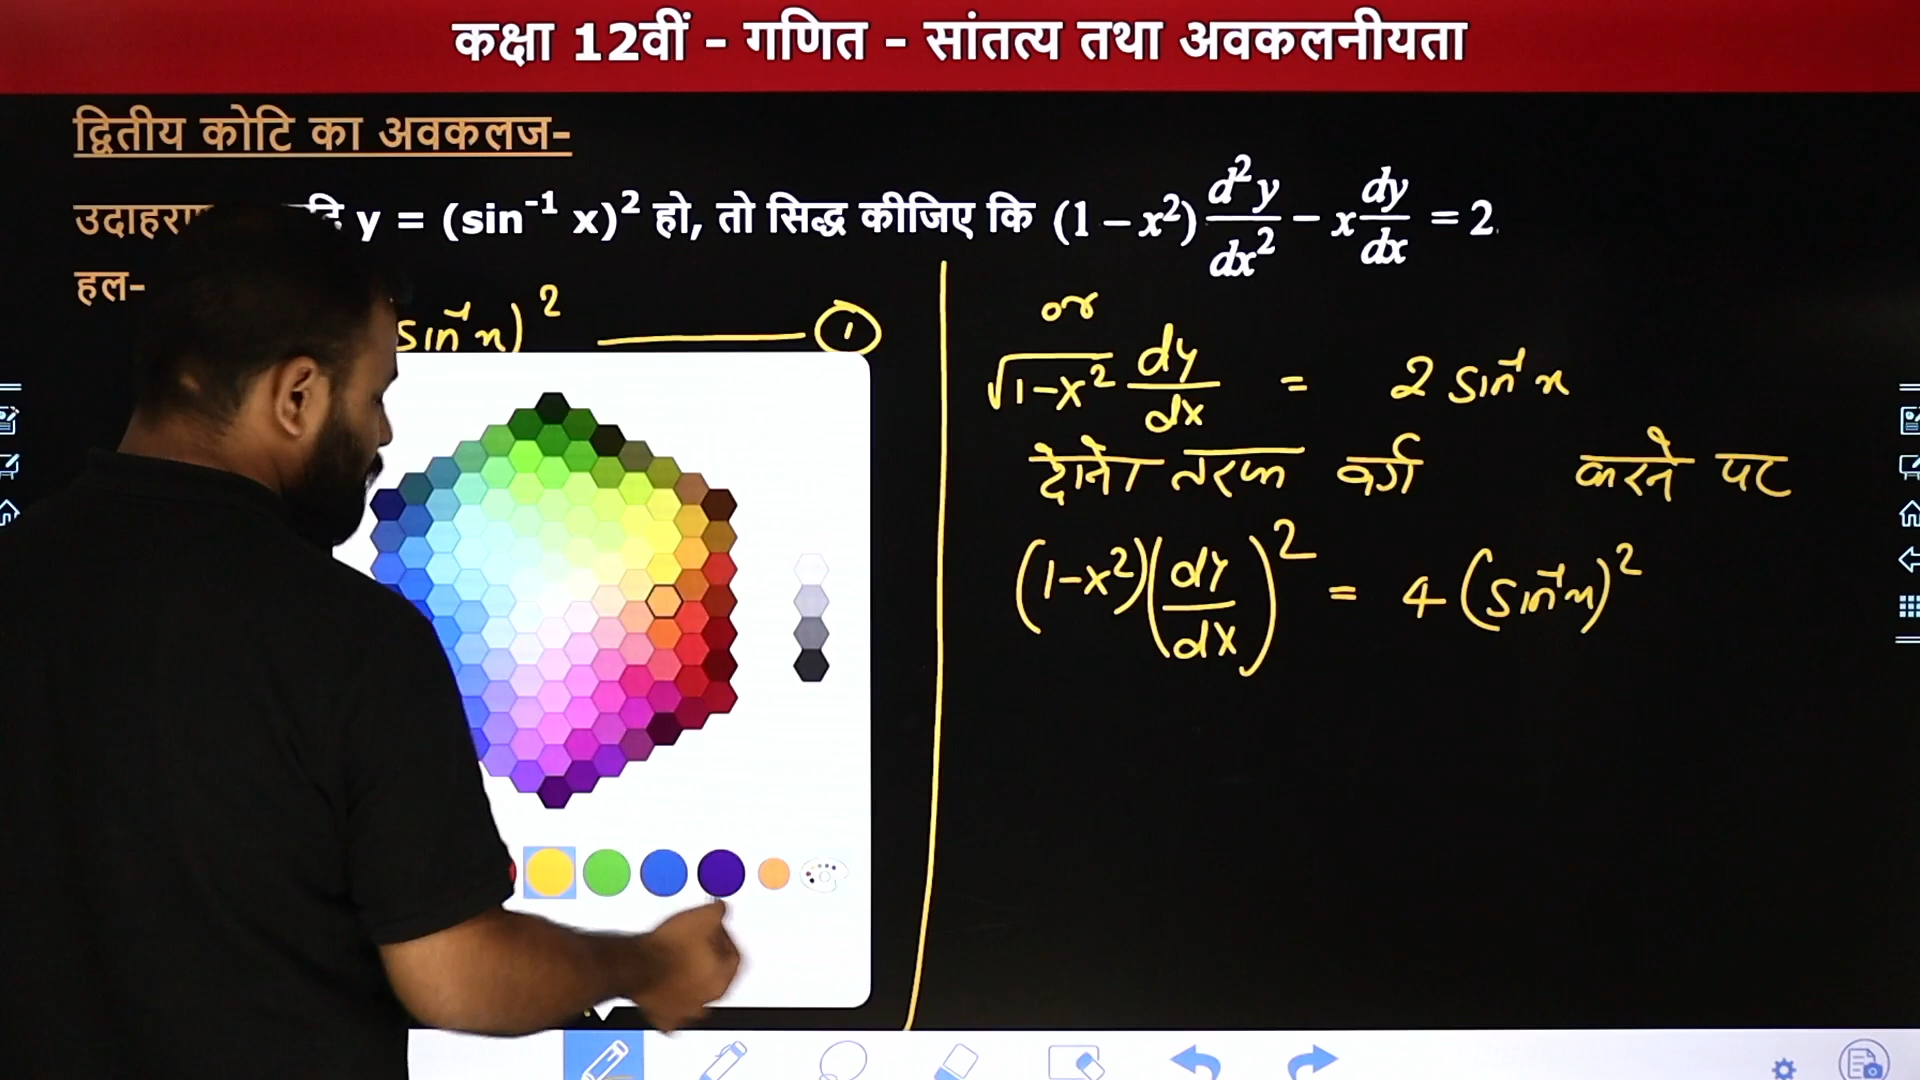 कक्षा 12वीं - गणित - सांतत्य तथा अवकलनीयता
द्वितीय कोटि का अवकलज-
y = (sin⁻¹ x)² हो, तो सिद्ध कीजिए कि (1 – x²) d²y/dx² – x dy/dx = 2
हल-
sin⁻¹x)² ——— ①
or
√1-x² dy/dx = 2 sin⁻¹x
दोनो तरफ वर्ग करने पर
(1-x²)(dy/dx)² = 4 (sin⁻¹x)²